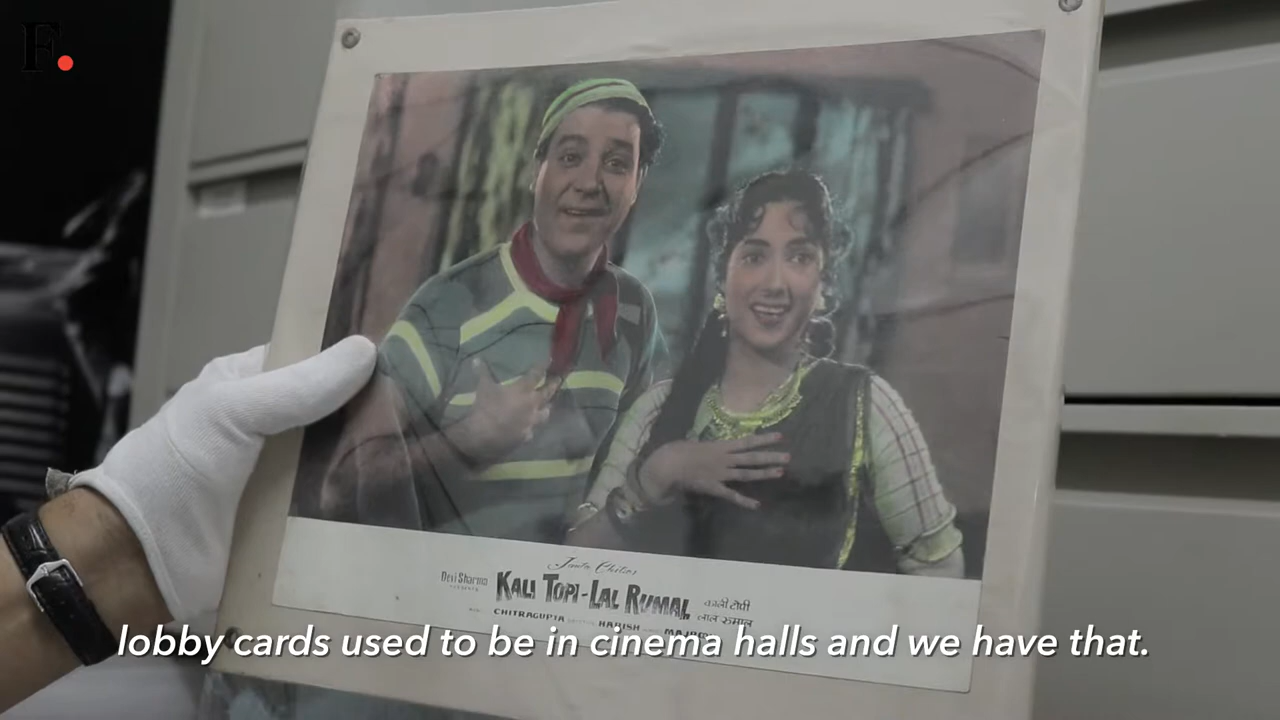 F.
Janta Chitra's
Devi Sharma
PRESENTS
KALI TOPI-LAL RUMAL काली टोपी
लाल रुमाल
CHITRAGUPTA HARISH
lobby cards used to be in cinema halls and we have that.